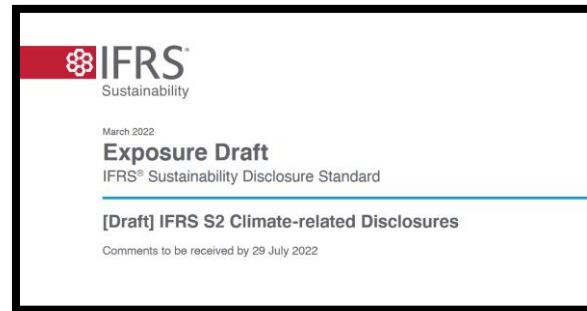 IFRS®
Sustainability
March 2022
Exposure Draft
IFRS® Sustainability Disclosure Standard
[Draft] IFRS S2 Climate-related Disclosures
Comments to be received by 29 July 2022